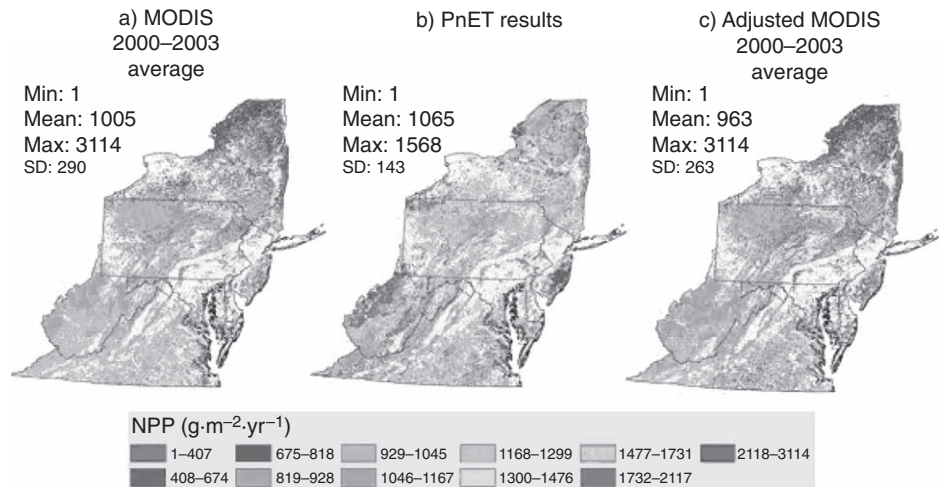 a) MODIS
2000–2003
average
Min: 1
Mean: 1005
Max: 3114
SD: 290
b) PnET results
Min: 1
Mean: 1065
Max: 1568
SD: 143
c) Adjusted MODIS
2000–2003
average
Min: 1
Mean: 963
Max: 3114
SD: 263
NPP (g·m⁻²·yr⁻¹)
1–407 675–818 929–1045 1168–1299 1477–1731 2118–3114
408–674 819–928 1046–1167 1300–1476 1732–2117